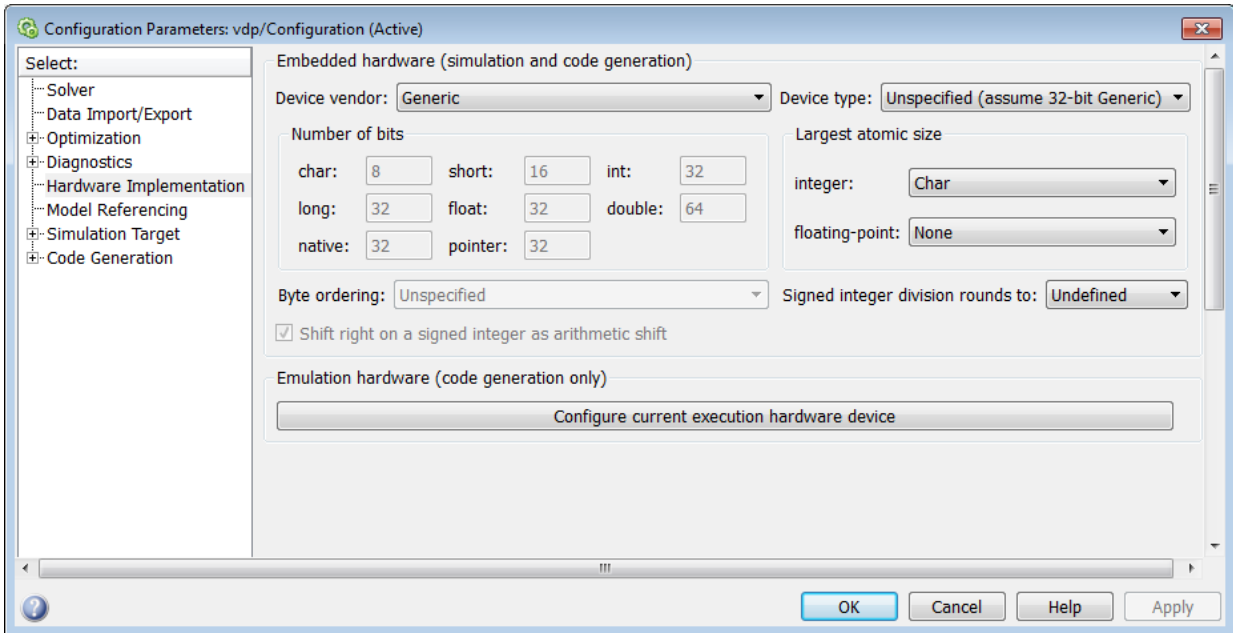 Configuration Parameters: vdp/Configuration (Active)
Select:
Solver
Data Import/Export
Optimization
Diagnostics
Hardware Implementation
Model Referencing
Simulation Target
Code Generation
Embedded hardware (simulation and code generation)
Device vendor: Generic Device type: Unspecified (assume 32-bit Generic)
Number of bits Largest atomic size
char: 8 short: 16 int: 32
integer: Char
long: 32 float: 32 double: 64
floating-point: None
native: 32 pointer: 32
Byte ordering: Unspecified Signed integer division rounds to: Undefined
Shift right on a signed integer as arithmetic shift
Emulation hardware (code generation only)
Configure current execution hardware device
OK Cancel Help Apply